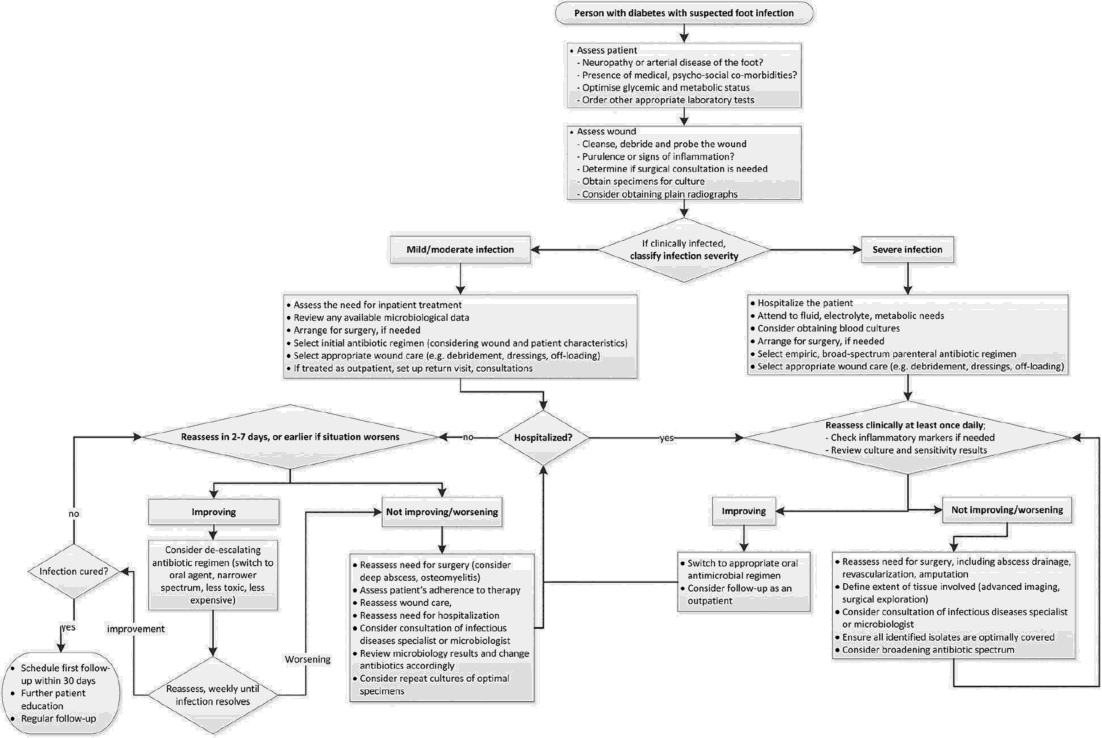 Person with diabetes with suspected foot infection
• Assess patient
- Neuropathy or arterial disease of the foot?
- Presence of medical, psycho-social co-morbidities?
- Optimise glycemic and metabolic status
- Order other appropriate laboratory tests
• Assess wound
- Cleanse, debride and probe the wound
- Purulence or signs of inflammation?
- Determine if surgical consultation is needed
- Obtain specimens for culture
- Consider obtaining plain radiographs
If clinically infected,
classify infection severity
Mild/moderate infection
Severe infection
• Assess the need for inpatient treatment
• Review any available microbiological data
• Arrange for surgery, if needed
• Select initial antibiotic regimen (considering wound and patient characteristics)
• Select appropriate wound care (e.g. debridement, dressings, off-loading)
• If treated as outpatient, set up return visit, consultations
• Hospitalize the patient
• Attend to fluid, electrolyte, metabolic needs
• Consider obtaining blood cultures
• Arrange for surgery, if needed
• Select empiric, broad-spectrum parenteral antibiotic regimen
• Select appropriate wound care (e.g. debridement, dressings, off-loading)
Reassess in 2-7 days, or earlier if situation worsens
no
Hospitalized?
yes
Reassess clinically at least once daily;
- Check inflammatory markers if needed
- Review culture and sensitivity results
Improving
Not improving/worsening
Improving
Not improving/worsening
no
Consider de-escalating
antibiotic regimen (switch to
oral agent, narrower
spectrum, less toxic, less
expensive)
• Reassess need for surgery (consider
deep abscess, osteomyelitis)
• Assess patient's adherence to therapy
• Reassess wound care,
• Reassess need for hospitalization
• Consider consultation of infectious
diseases specialist or microbiologist
• Review microbiology results and change
antibiotics accordingly
• Consider repeat cultures of optimal
specimens
• Switch to appropriate oral
antimicrobial regimen
• Consider follow-up as an
outpatient
• Reassess need for surgery, including abscess drainage,
revascularization, amputation
• Define extent of tissue involved (advanced imaging,
surgical exploration)
• Consider consultation of infectious diseases specialist
or microbiologist
• Ensure all identified isolates are optimally covered
• Consider broadening antibiotic spectrum
Infection cured?
yes
improvement
Worsening
Reassess, weekly until
infection resolves
• Schedule first follow-
up within 30 days
• Further patient
education
• Regular follow-up